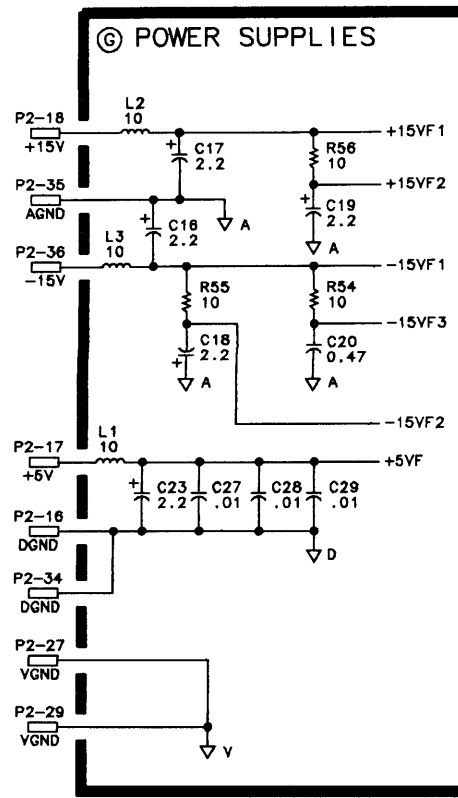 G POWER SUPPLIES
L2
P2-18 10 +15VF1
+15V + C17 R56
2.2 10
P2-35 +15VF2
AGND + C16 A + C19
2.2 2.2
L3
P2-36 10 A
-15V -15VF1
R55 R54
10 10
-15VF3
C18 C20
+ 2.2 0.47
A A
-15VF2
L1
P2-17 10
+5V +5VF
+ C23 C27 C28 C29
2.2 .01 .01 .01
P2-16
DGND D
P2-34
DGND
P2-27
VGND
P2-29
VGND V